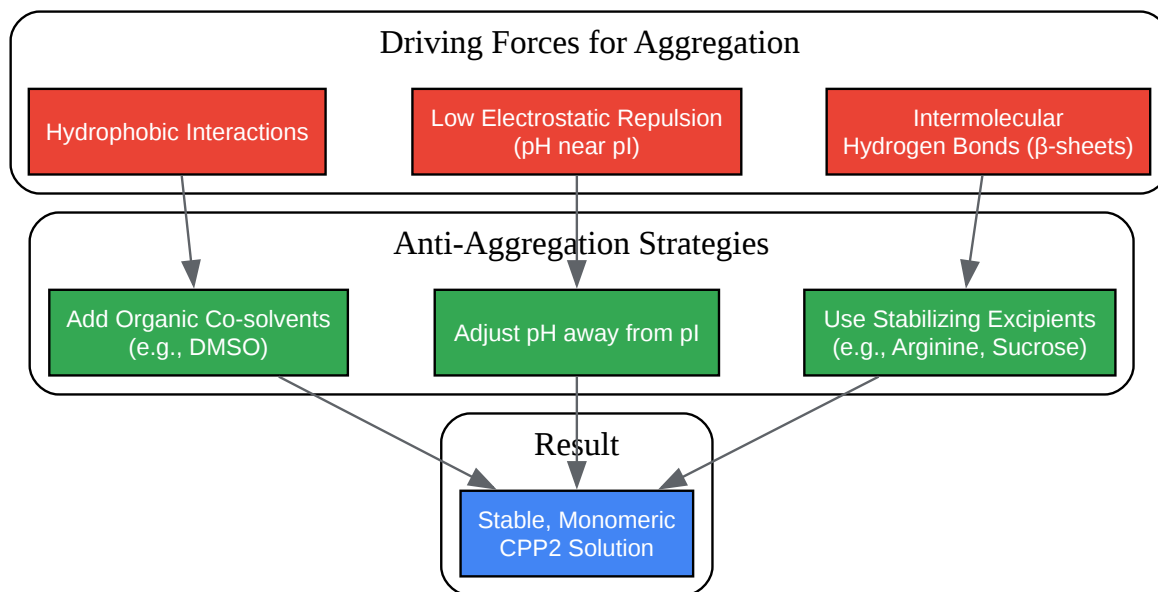 Driving Forces for Aggregation
Hydrophobic Interactions
Low Electrostatic Repulsion
(pH near pI)
Intermolecular
Hydrogen Bonds (β-sheets)
Anti-Aggregation Strategies
Add Organic Co-solvents
(e.g., DMSO)
Adjust pH away from pI
Use Stabilizing Excipients
(e.g., Arginine, Sucrose)
Result
Stable, Monomeric
CPP2 Solution